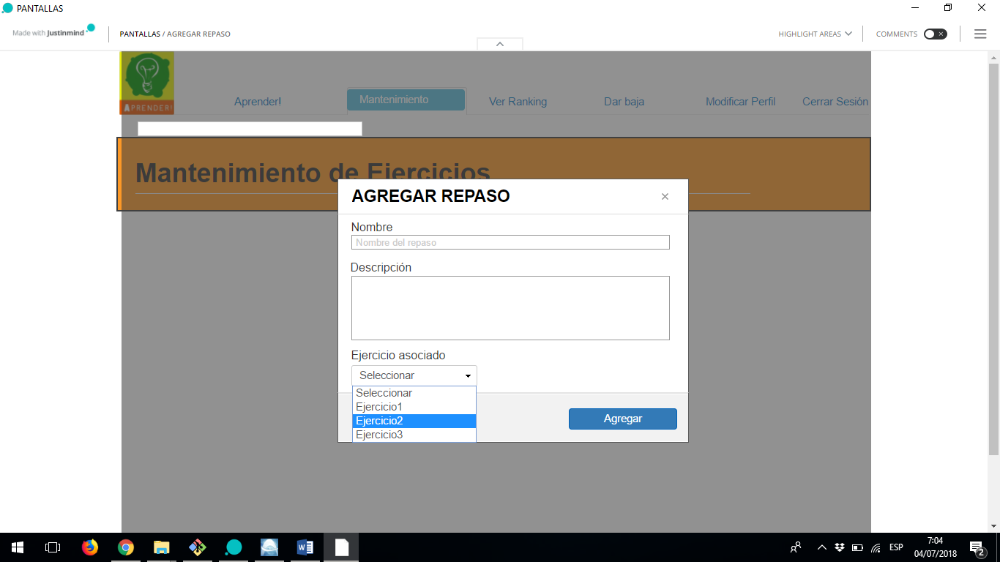 PANTALLAS
Made with Justinmind
PANTALLAS / AGREGAR REPASO
HIGHLIGHT AREAS
COMMENTS
APRENDER!
Aprender!
Mantenimiento
Ver Ranking
Dar baja
Modificar Perfil
Cerrar Sesión
Mantenimiento de Ejercicios
AGREGAR REPASO
×
Nombre
Nombre del repaso
Descripción
Ejercicio asociado
Seleccionar
Seleccionar
Ejercicio1
Ejercicio2
Ejercicio3
Agregar
ESP
7:04
04/07/2018
2